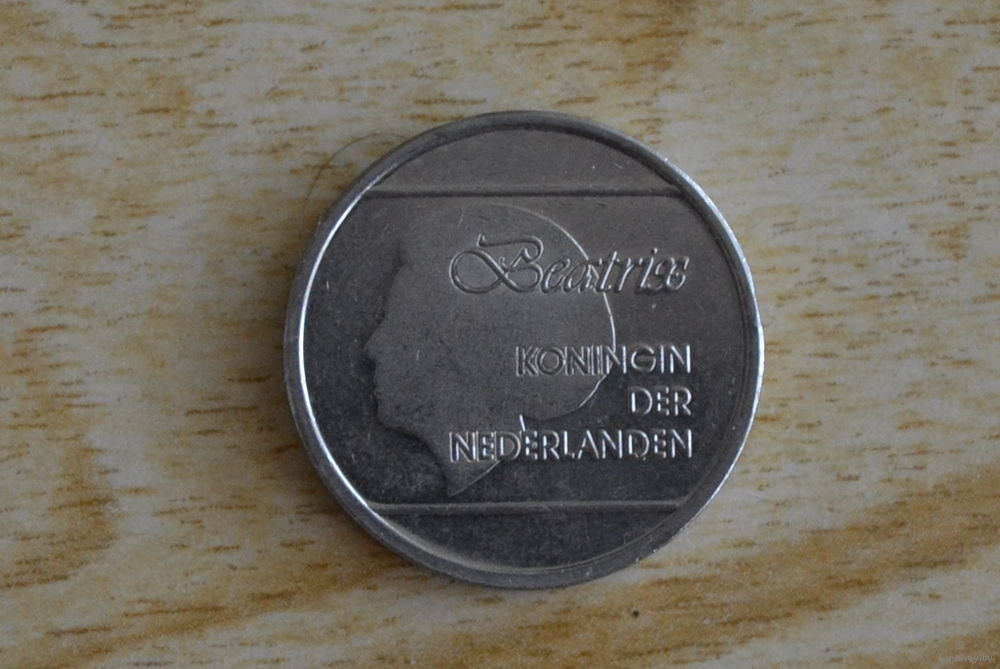 Beatrix
KONINGIN
DER
NEDERLANDEN